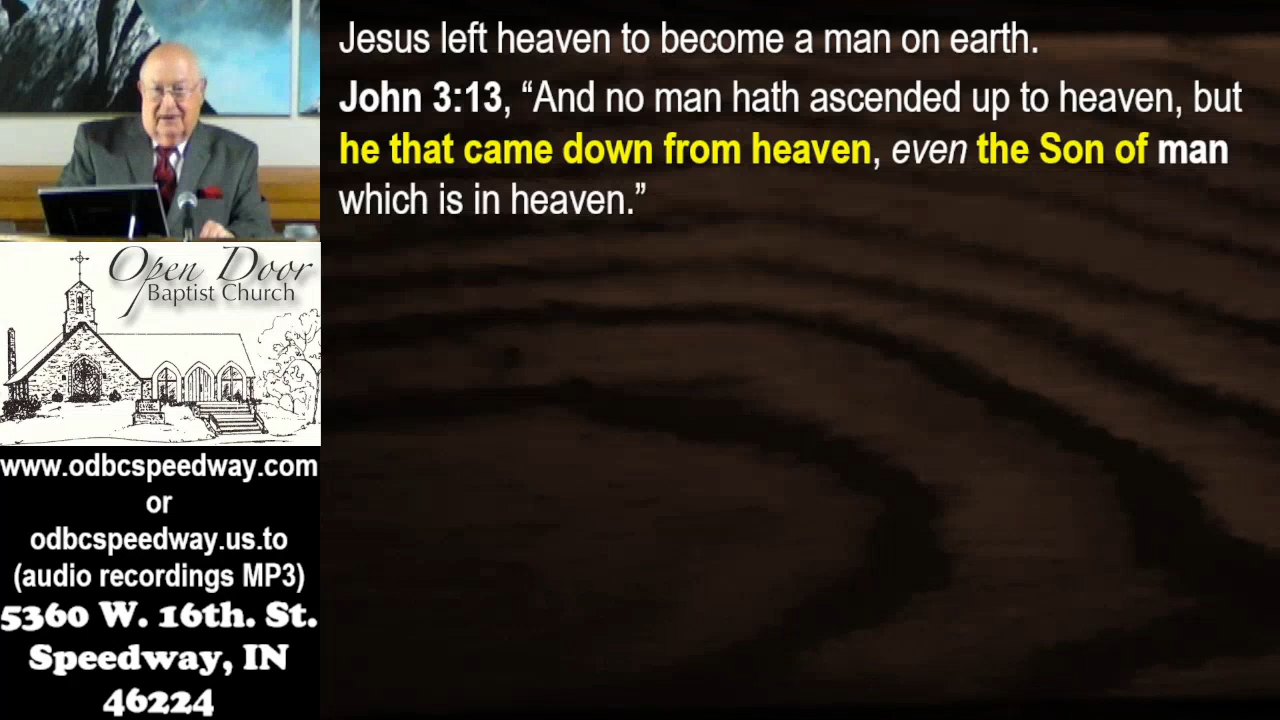 Jesus left heaven to become a man on earth.
John 3:13, “And no man hath ascended up to heaven, but
he that came down from heaven, even the Son of man
which is in heaven.”
Open Door
Baptist Church
www.odbcspeedway.com
or
odbcspeedway.us.to
(audio recordings MP3)
5360 W. 16th. St.
Speedway, IN
46224